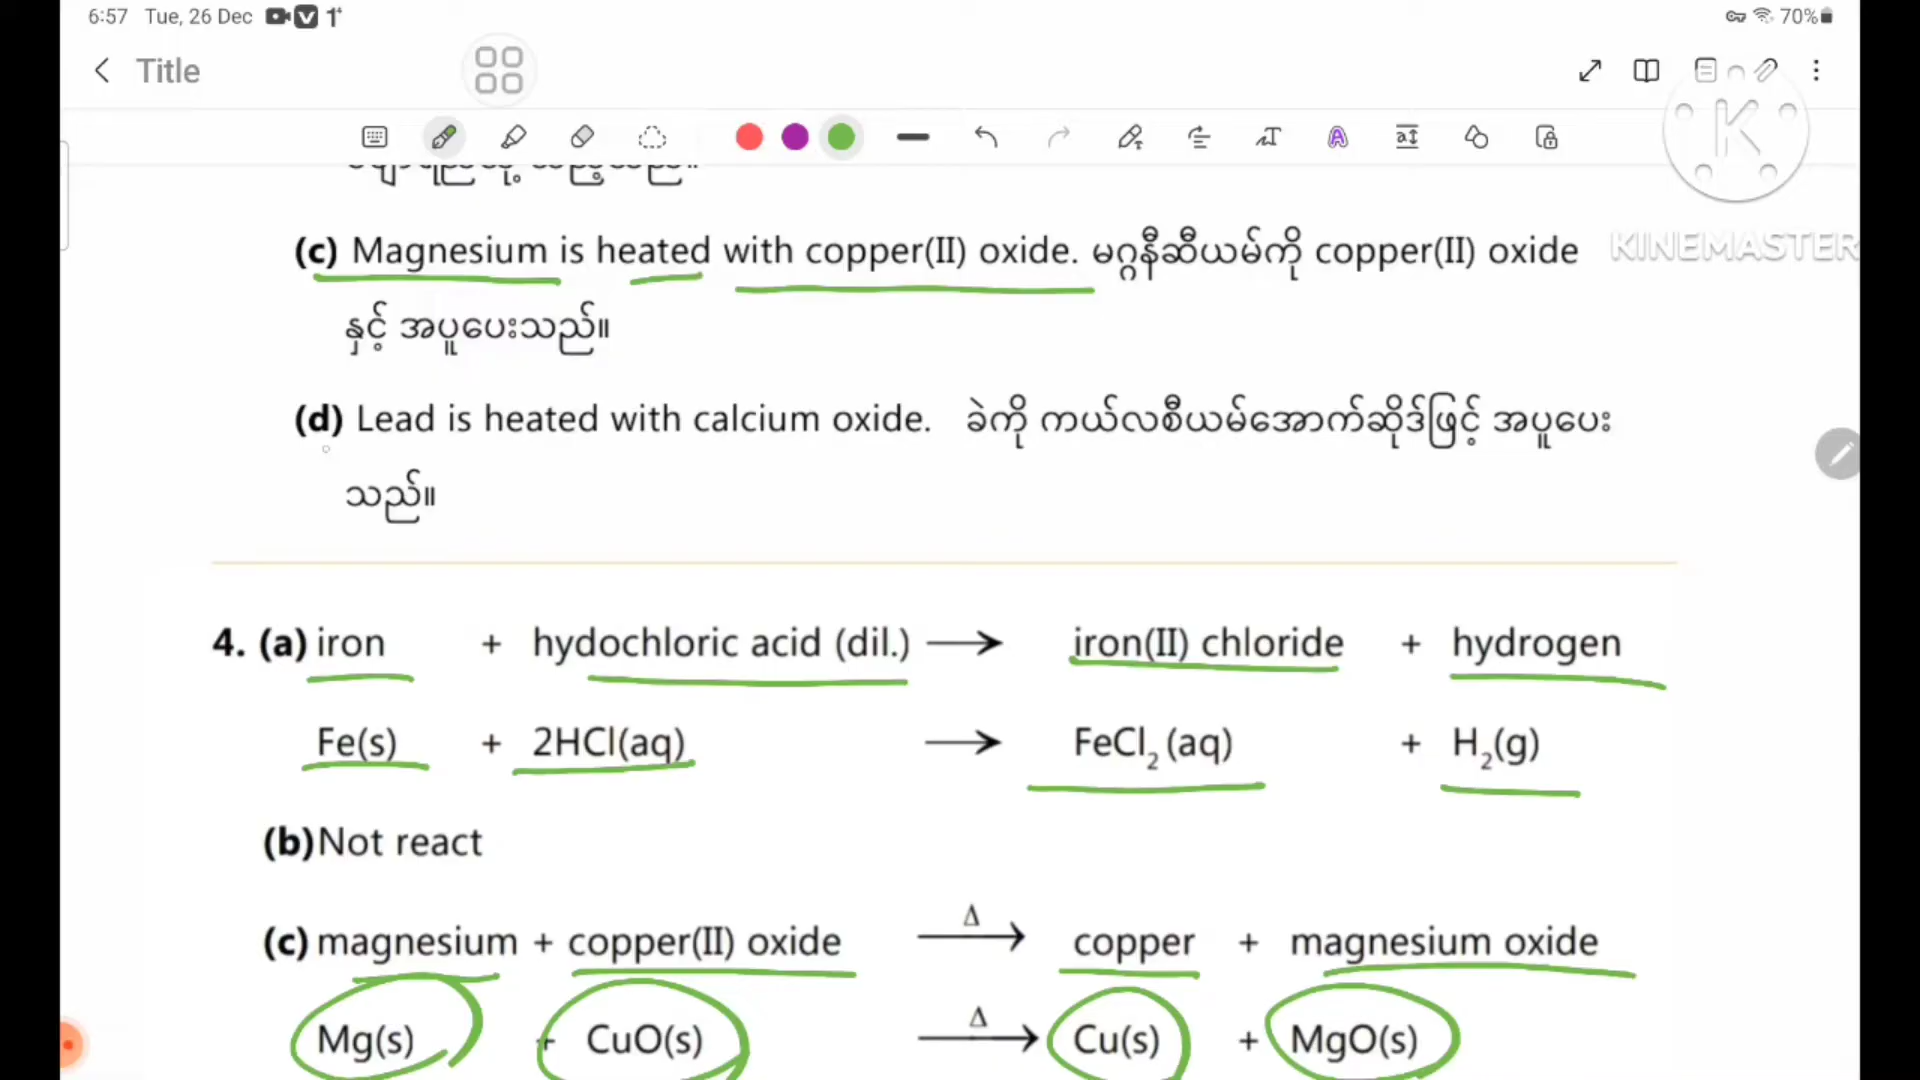 6:57 Tue, 26 Dec
70%
Title
KINEMASTER
(c) Magnesium is heated with copper(II) oxide. မဂ္ဂနီဆီယမ်ကို copper(II) oxide
နှင့် အပူပေးသည်။
(d) Lead is heated with calcium oxide. ခဲကို ကယ်လစီယမ်အောက်ဆိုဒ်ဖြင့် အပူပေး
သည်။
4. (a) iron + hydochloric acid (dil.) ⟶ iron(II) chloride + hydrogen
Fe(s) + 2HCl(aq) ⟶ FeCl₂ (aq) + H₂(g)
(b) Not react
(c) magnesium + copper(II) oxide Δ⟶ copper + magnesium oxide
Mg(s) + CuO(s) Δ⟶ Cu(s) + MgO(s)